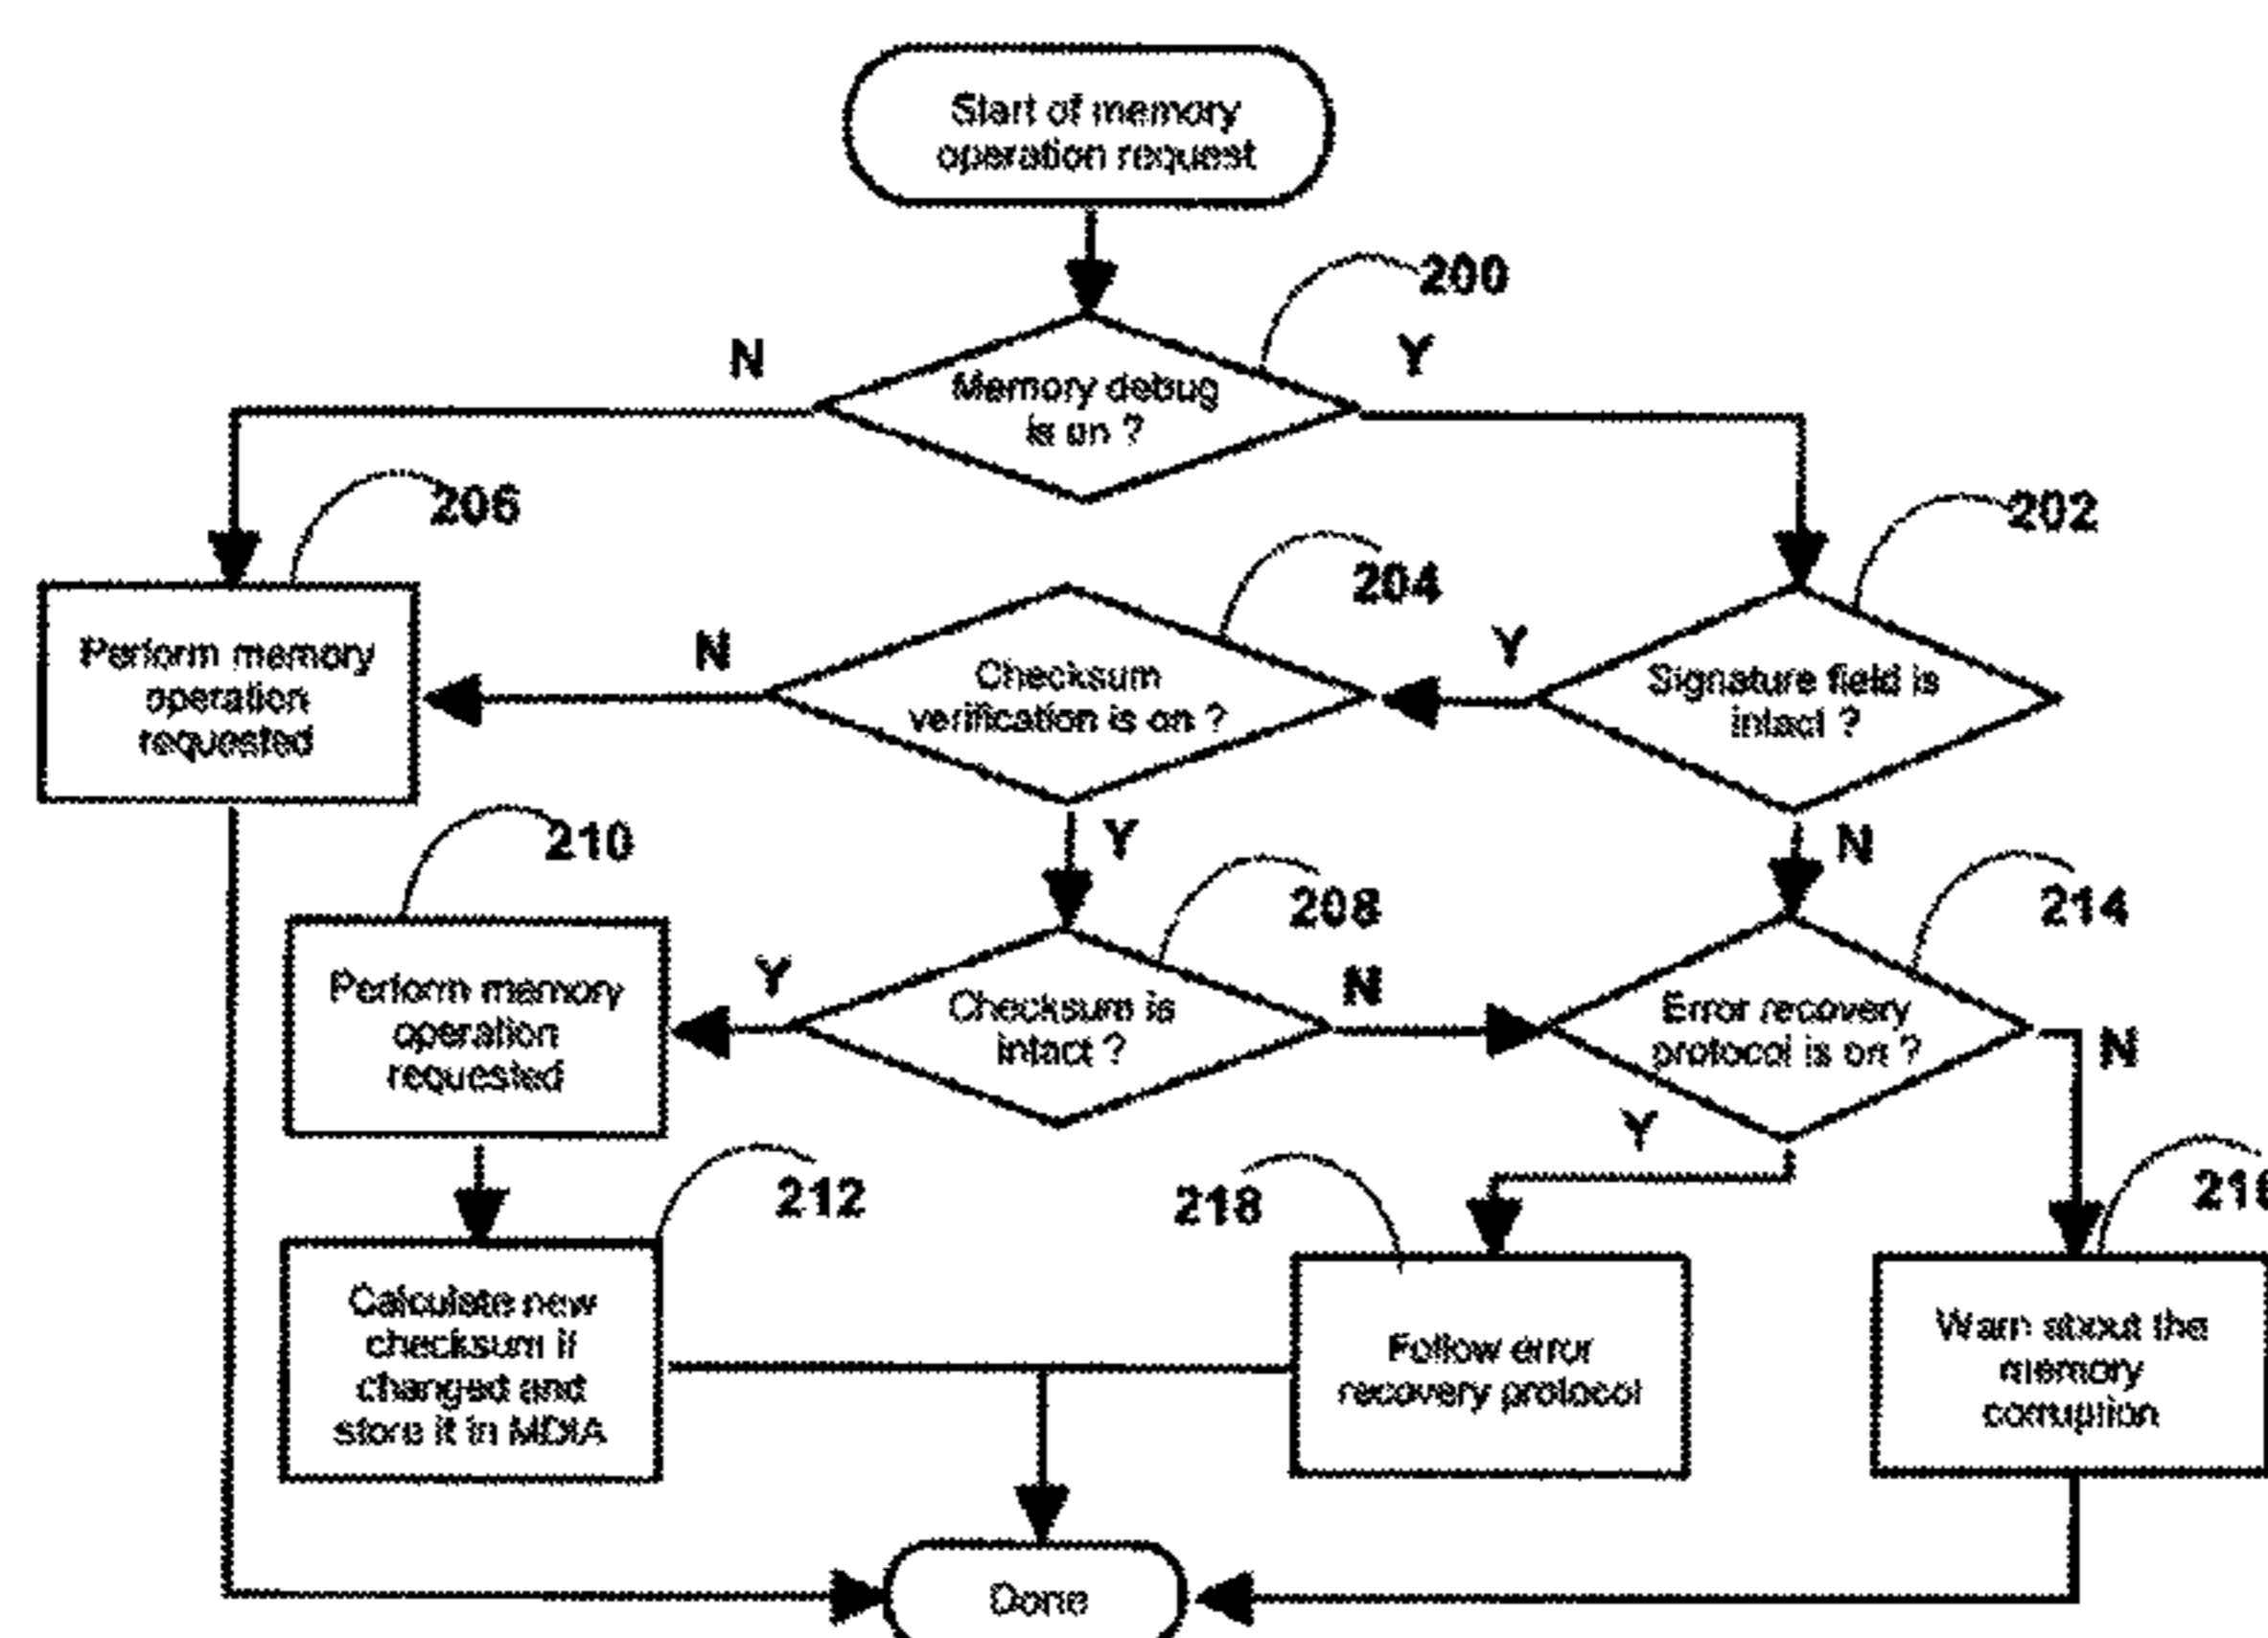 Start of memory
operation request
200
N
Y
Memory debug
is on ?
206
202
204
Perform memory
operation
requested
N
Checksum
verification is on ?
Y
Signature field is
intact ?
210
Y
N
208
214
Perform memory
operation
requested
Y
Checksum is
intact ?
N
Error recovery
protocol is on ?
N
Y
212
218
Calculate new
checksum if
changed and
store it in MDIA
Follow error
recovery protocol
Warn about the
memory
corruption
Done